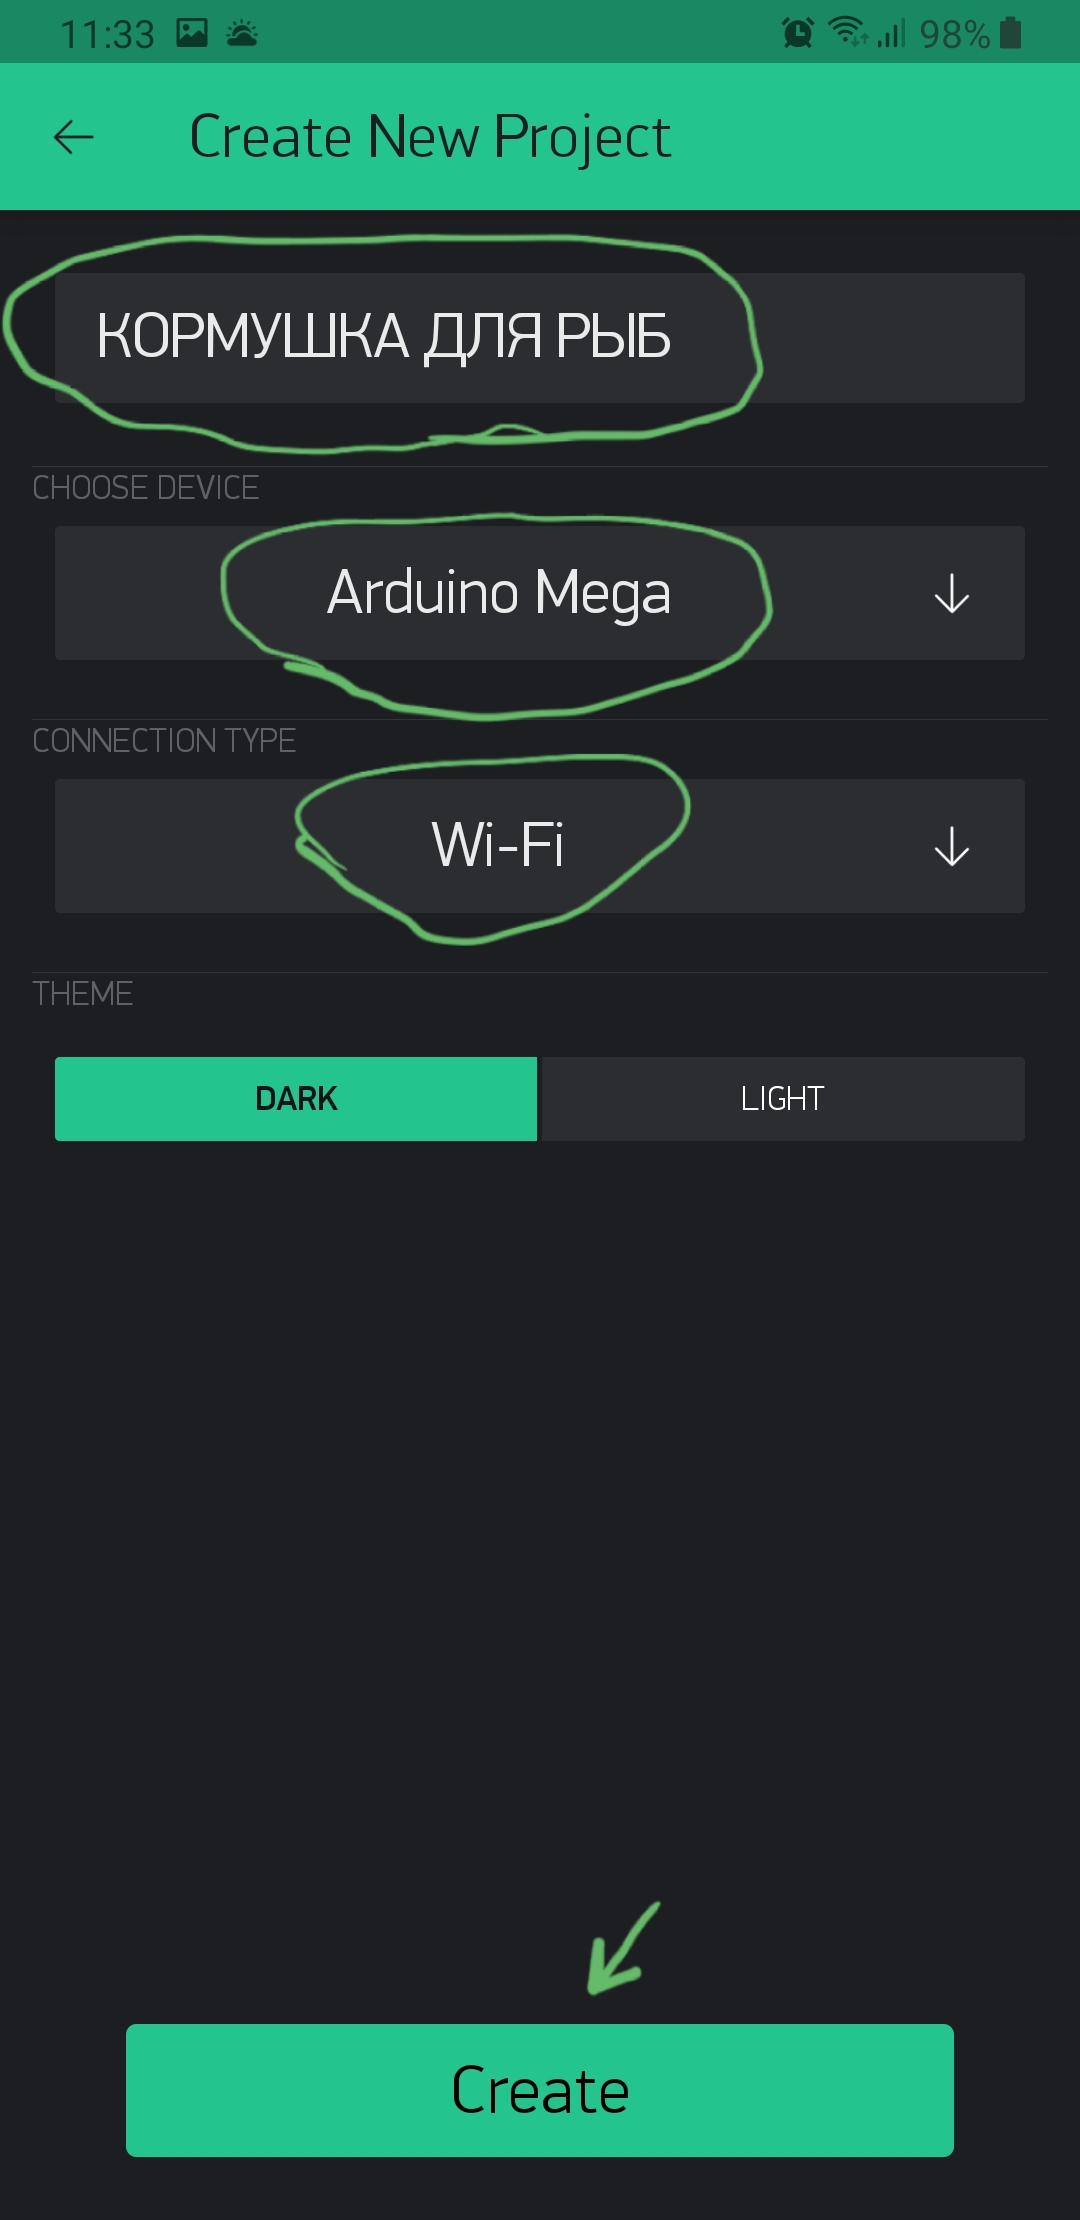 11:33 98%
Create New Project
КОРМУШКА ДЛЯ РЫБ
CHOOSE DEVICE
Arduino Mega
CONNECTION TYPE
Wi-Fi
THEME
DARK LIGHT
Create